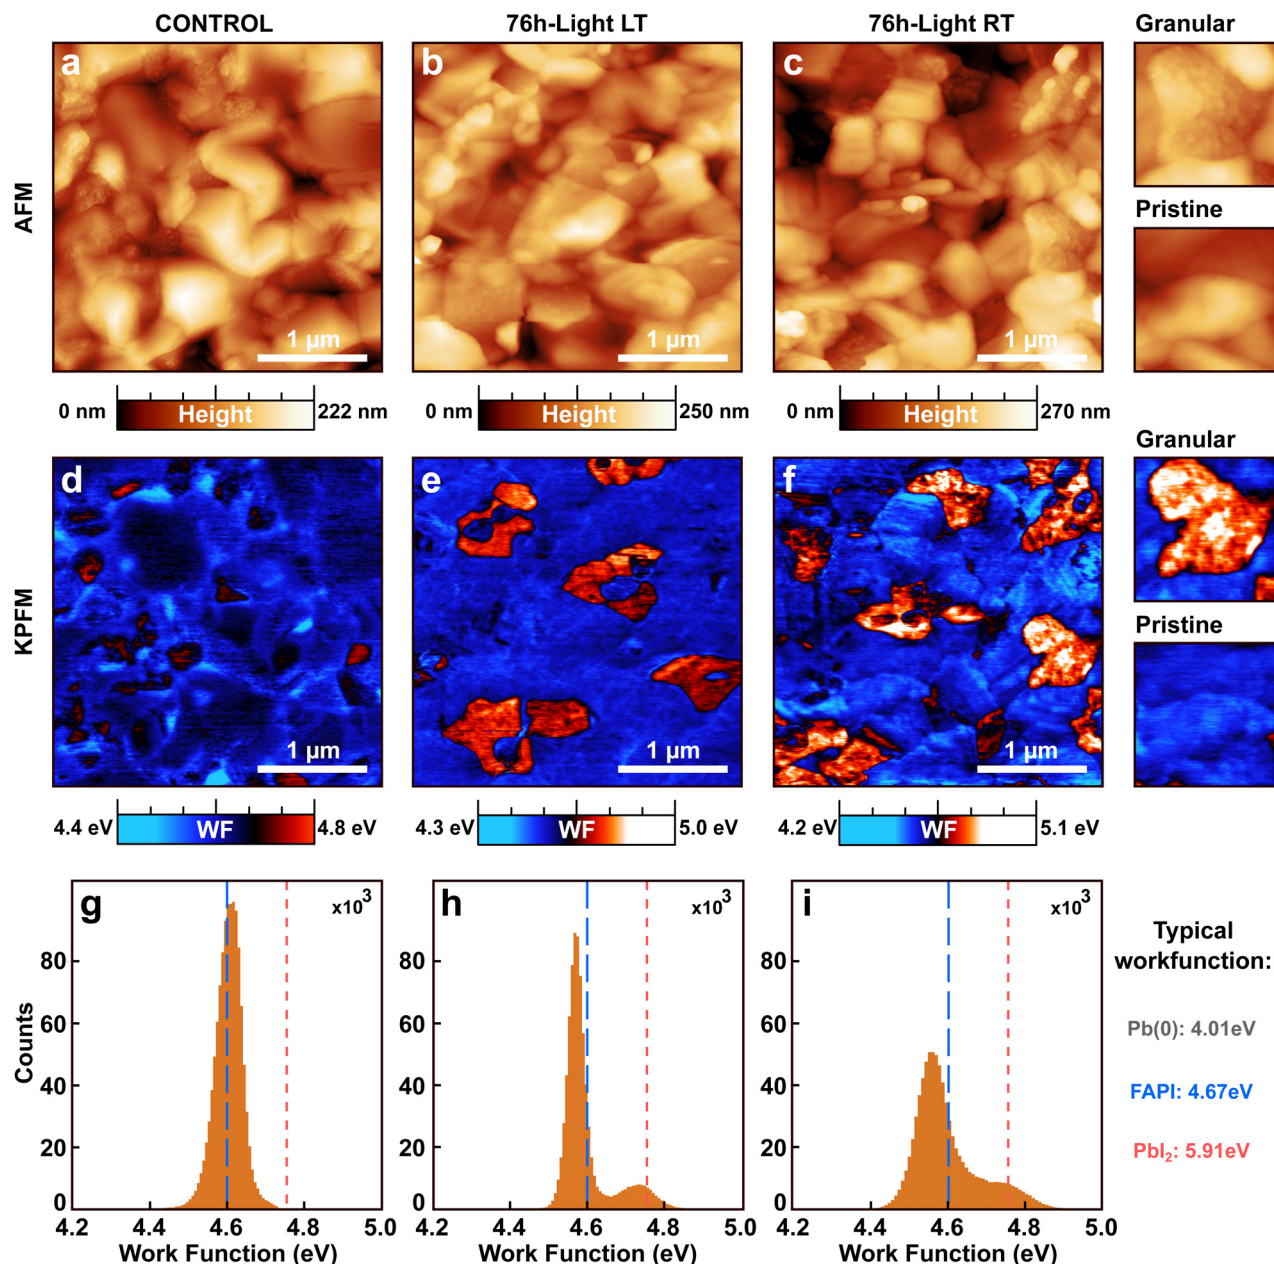 CONTROL
76h-Light LT
76h-Light RT
Granular
AFM
a
b
c
1 µm
1 µm
1 µm
Pristine
0 nm
Height
222 nm
0 nm
Height
250 nm
0 nm
Height
270 nm
KPFM
d
e
f
1 µm
1 µm
1 µm
Granular
Pristine
4.4 eV
WF
4.8 eV
4.3 eV
WF
5.0 eV
4.2 eV
WF
5.1 eV
g
x10³
h
x10³
i
x10³
Counts
80
60
40
20
0
4.2 4.4 4.6 4.8 5.0
Work Function (eV)
80
60
40
20
0
4.2 4.4 4.6 4.8 5.0
Work Function (eV)
80
60
40
20
0
4.2 4.4 4.6 4.8 5.0
Work Function (eV)
Typical
workfunction:
Pb(0): 4.01eV
FAPI: 4.67eV
PbI₂: 5.91eV